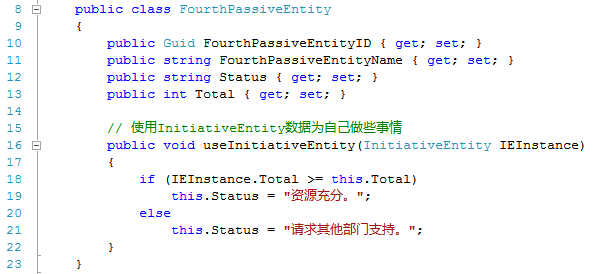 8 public class FourthPassiveEntity
9 {
10 public Guid FourthPassiveEntityID { get; set; }
11 public string FourthPassiveEntityName { get; set; }
12 public string Status { get; set; }
13 public int Total { get; set; }
14
15 // 使用InitiativeEntity数据为自己做些事情
16 public void useInitiativeEntity(InitiativeEntity IEInstance)
17 {
18 if (IEInstance.Total >= this.Total)
19 this.Status = "资源充分。";
20 else
21 this.Status = "请求其他部门支持。";
22 }
23 }